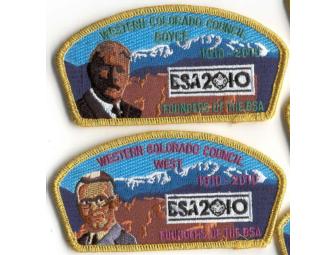 WESTERN COLORADO COUNCIL
BOYCE
1910 - 2010
BSA2010
FOUNDERS OF THE BSA
WESTERN COLORADO COUNCIL
WEST
1910 - 2010
BSA2010
FOUNDERS OF THE BSA